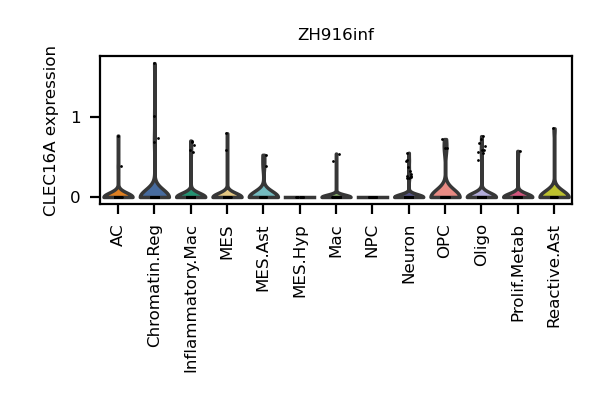 ZH916inf
CLEC16A expression
1
0
AC
Chromatin.Reg
Inflammatory.Mac
MES
MES.Ast
MES.Hyp
Mac
NPC
Neuron
OPC
Oligo
Prolif.Metab
Reactive.Ast